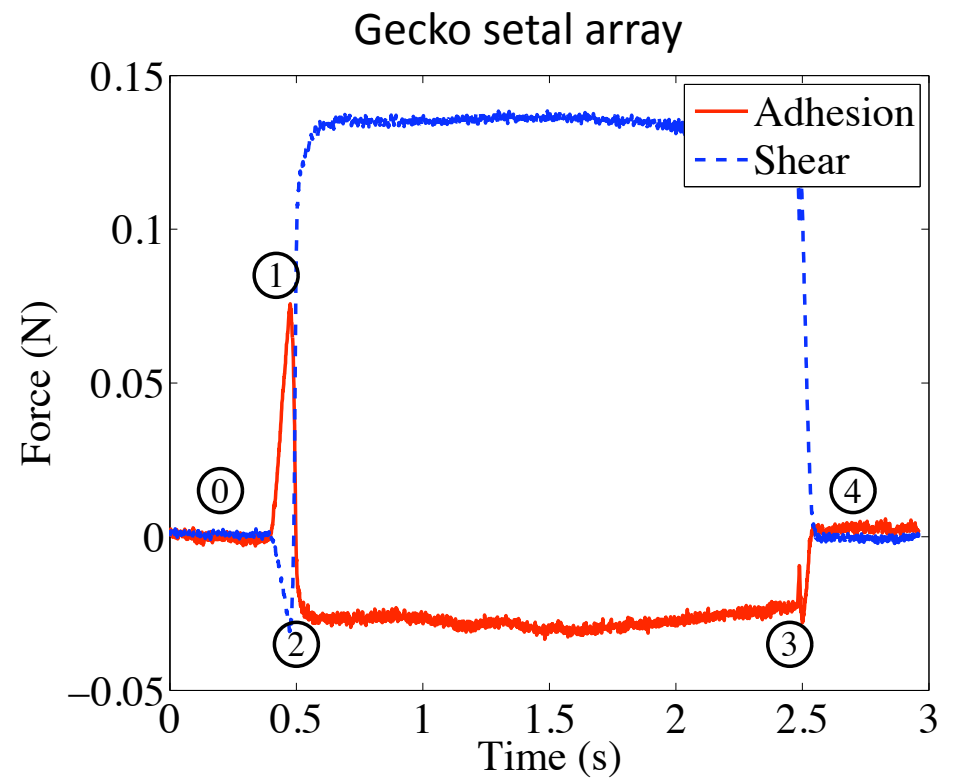 Gecko setal array
0.15
0.1
0.05
0
−0.05
Force (N)
Adhesion
Shear
0
1
2
3
4
0 0.5 1 1.5 2 2.5 3
Time (s)